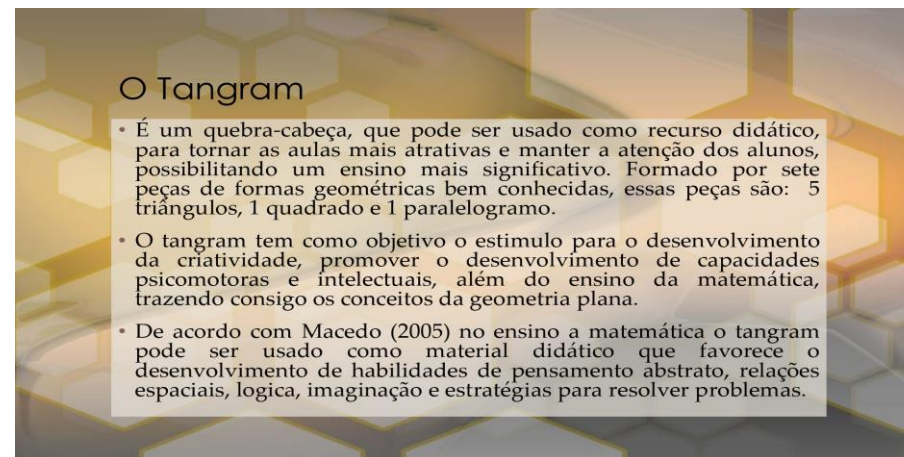 O Tangram
• É um quebra-cabeça, que pode ser usado como recurso didático,
para tornar as aulas mais atrativas e manter a atenção dos alunos,
possibilitando um ensino mais significativo. Formado por sete
peças de formas geométricas bem conhecidas, essas peças são: 5
triângulos, 1 quadrado e 1 paralelogramo.
• O tangram tem como objetivo o estimulo para o desenvolvimento
da criatividade, promover o desenvolvimento de capacidades
psicomotoras e intelectuais, além do ensino da matemática,
trazendo consigo os conceitos da geometria plana.
• De acordo com Macedo (2005) no ensino a matemática o tangram
pode ser usado como material didático que favorece o
desenvolvimento de habilidades de pensamento abstrato, relações
espaciais, logica, imaginação e estratégias para resolver problemas.